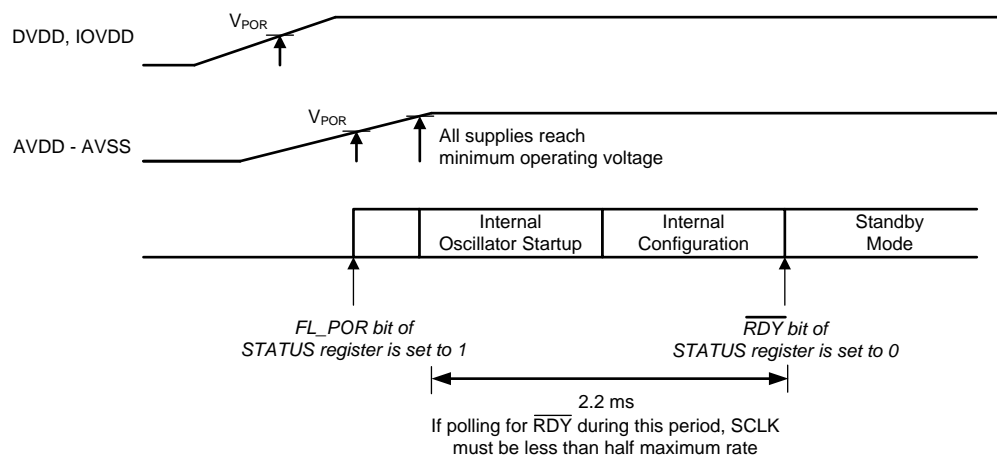 V_POR
DVDD, IOVDD
V_POR
AVDD - AVSS
All supplies reach
minimum operating voltage
Internal
Oscillator Startup
Internal
Configuration
Standby
Mode
FL_POR bit of
STATUS register is set to 1
RDY bit of
STATUS register is set to 0
2.2 ms
If polling for RDY during this period, SCLK
must be less than half maximum rate